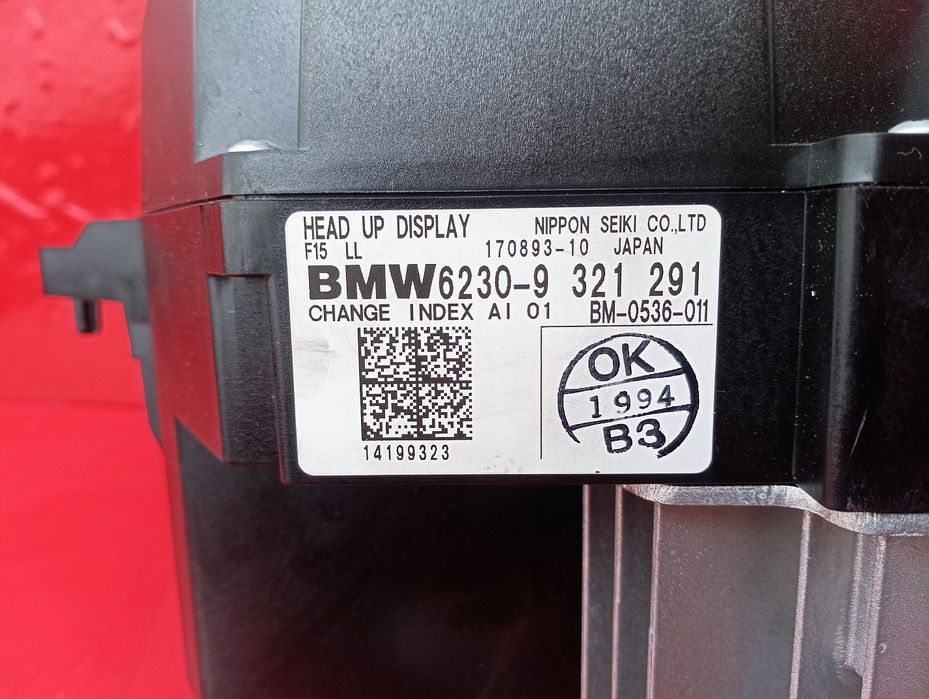 HEAD UP DISPLAY NIPPON SEIKI CO.,LTD
F15 LL 170893-10 JAPAN
BMW6230-9 321 291
CHANGE INDEX AI 01 BM-0536-011
OK
1994
B3
14199323